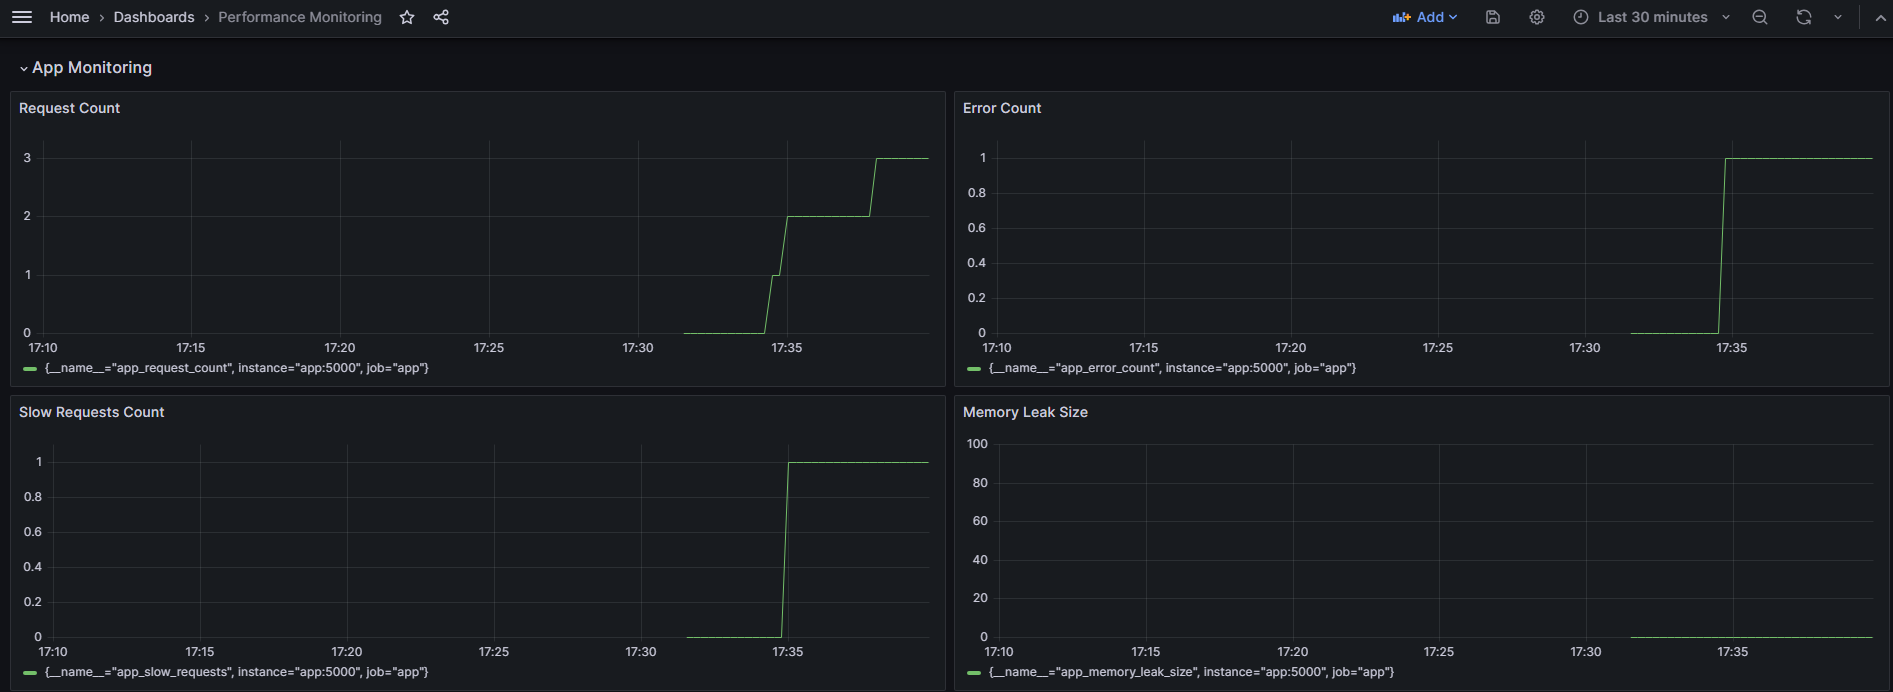 Home › Dashboards › Performance Monitoring
Add
Last 30 minutes
App Monitoring
Request Count
3
2
1
0
17:10 17:15 17:20 17:25 17:30 17:35
{__name__="app_request_count", instance="app:5000", job="app"}
Error Count
1
0.8
0.6
0.4
0.2
0
17:10 17:15 17:20 17:25 17:30 17:35
{__name__="app_error_count", instance="app:5000", job="app"}
Slow Requests Count
1
0.8
0.6
0.4
0.2
0
17:10 17:15 17:20 17:25 17:30 17:35
{__name__="app_slow_requests", instance="app:5000", job="app"}
Memory Leak Size
100
80
60
40
20
0
17:10 17:15 17:20 17:25 17:30 17:35
{__name__="app_memory_leak_size", instance="app:5000", job="app"}